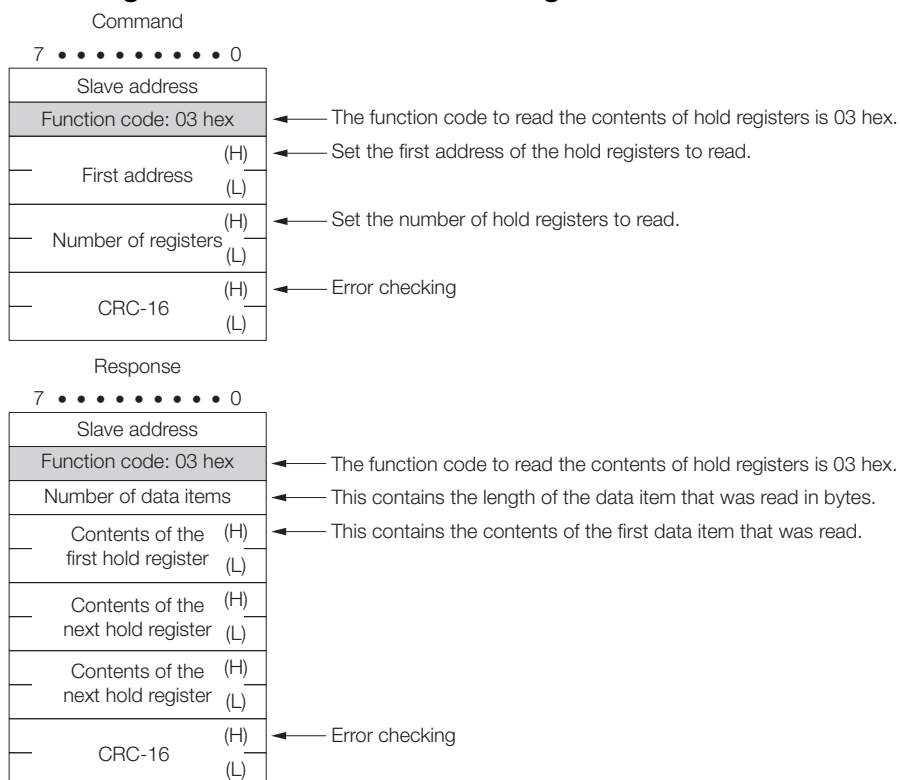 Command
7 • • • • • • • • • 0
Slave address
Function code: 03 hex
The function code to read the contents of hold registers is 03 hex.
First address
(H)
(L)
Set the first address of the hold registers to read.
Number of registers
(H)
(L)
Set the number of hold registers to read.
CRC-16
(H)
(L)
Error checking
Response
7 • • • • • • • • • 0
Slave address
Function code: 03 hex
The function code to read the contents of hold registers is 03 hex.
Number of data items
This contains the length of the data item that was read in bytes.
Contents of the
first hold register
(H)
(L)
This contains the contents of the first data item that was read.
Contents of the
next hold register
(H)
(L)
Contents of the
next hold register
(H)
(L)
CRC-16
(H)
(L)
Error checking